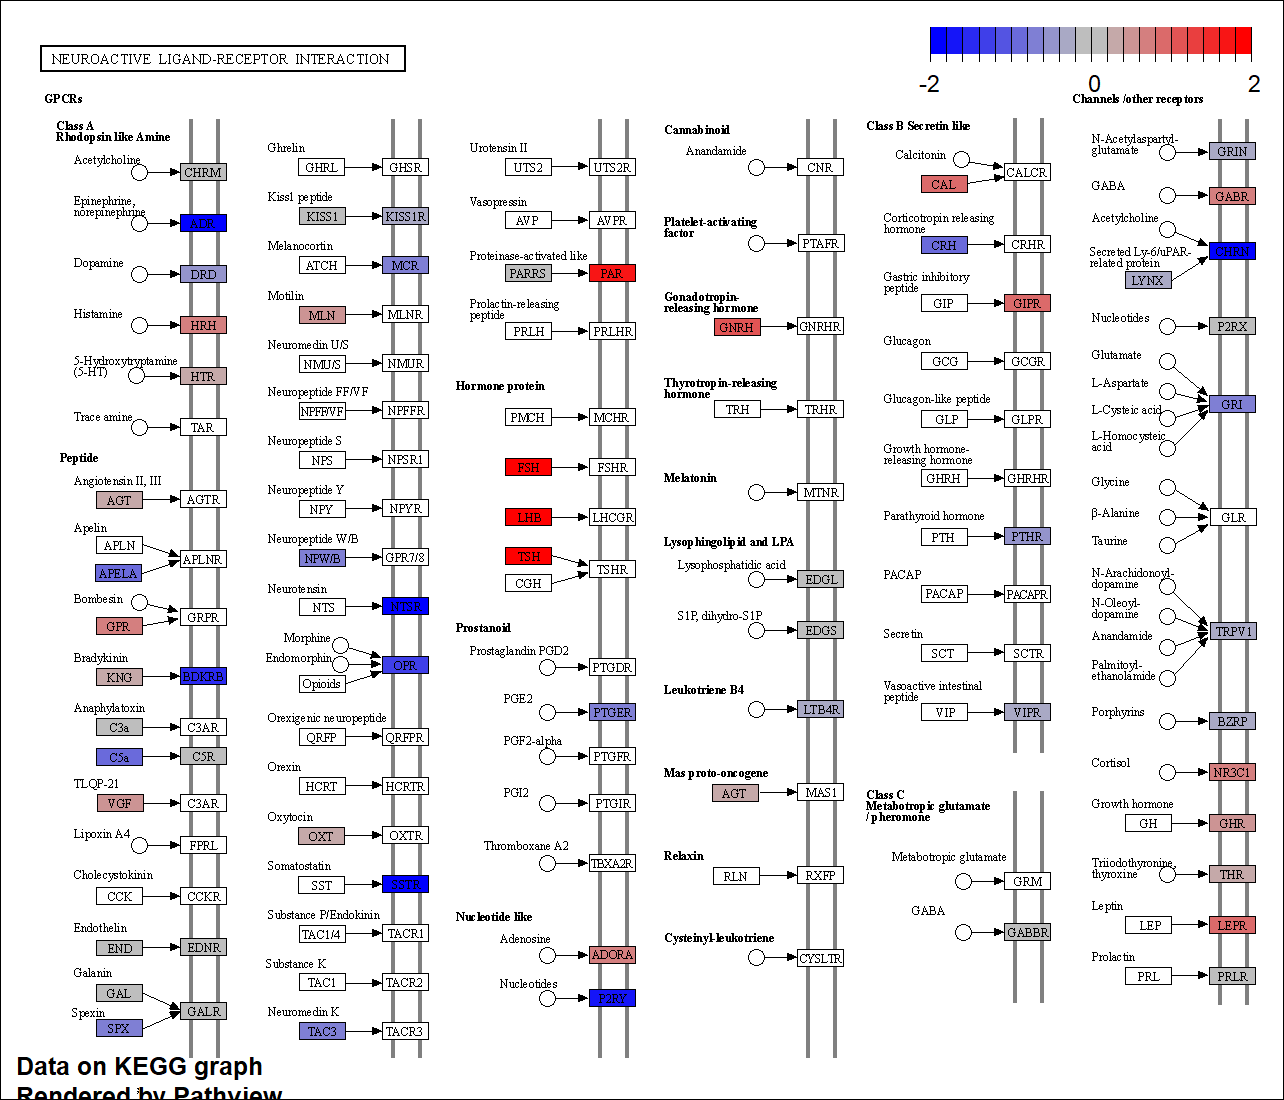 NEUROACTIVE LIGAND-RECEPTOR INTERACTION
-2 0 2
GPCRs
Class A
Rhodopsin like Amine
Acetylcholine
CHRM
Epinephrine,
norepinephrine
ADR
Dopamine
DRD
Histamine
HRH
5-Hydroxytryptamine
(5-HT)
HTR
Trace amine
TAR
Peptide
Angiotensin II, III
AGT AGTR
Apelin
APLN
APLNR
APELA
Bombesin
GRPR
GPR
Bradykinin
KNG BDKRB
Anaphylatoxin
C3a C3AR
C5a C5R
TLQP-21
VGF C3AR
Lipoxin A4
FPRL
Cholecystokinin
CCK CCKR
Endothelin
END EDNR
Galanin
GAL
GALR
Spexin
SPX
Ghrelin
GHRL GHSR
Kiss1 peptide
KISS1 KISS1R
Melanocortin
ATCH MCR
Motilin
MLN MLNR
Neuromedin U/S
NMU/S NMUR
Neuropeptide FF/VF
NPFF/VF NPFFR
Neuropeptide S
NPS NPSR1
Neuropeptide Y
NPY NPYR
Neuropeptide W/B
NPW/B GPR7/8
Neurotensin
NTS NTSR
Morphine
Endomorphin
OPR
Opioids
Orexigenic neuropeptide
QRFP QRFPR
Orexin
HCRT HCRTR
Oxytocin
OXT OXTR
Somatostatin
SST SSTR
Substance P/Endokinin
TAC1/4 TACR1
Substance K
TAC1 TACR2
Neuromedin K
TAC3 TACR3
Urotensin II
UTS2 UTS2R
Vasopressin
AVP AVPR
Proteinase-activated like
PARRS PAR
Prolactin-releasing
peptide
PRLH PRLHR
Hormone protein
PMCH MCHR
FSH FSHR
LHB LHCGR
TSH
TSHR
CGH
Prostanoid
Prostaglandin PGD2
PTGDR
PGE2
PTGER
PGF2-alpha
PTGFR
PGI2
PTGIR
Thromboxane A2
TBXA2R
Nucleotide like
Adenosine
ADORA
Nucleotides
P2RY
Cannabinoid
Anandamide
CNR
Platelet-activating
factor
PTAFR
Gonadotropin-
releasing hormone
GNRH GNRHR
Thyrotropin-releasing
hormone
TRH TRHR
Melatonin
MTNR
Lysophingolipid and LPA
Lysophosphatidic acid
EDGL
S1P, dihydro-S1P
EDGS
Leukotriene B4
LTB4R
Mas proto-oncogene
AGT MAS1
Relaxin
RLN RXFP
Cysteinyl-leukotriene
CYSLTR
Class B Secretin like
Calcitonin
CALCR
CAL
Corticotropin releasing
hormone
CRH CRHR
Gastric inhibitory
peptide
GIP GIPR
Glucagon
GCG GCGR
Glucagon-like peptide
GLP GLPR
Growth hormone-
releasing hormone
GHRH GHRHR
Parathyroid hormone
PTH PTHR
PACAP
PACAP PACAPR
Secretin
SCT SCTR
Vasoactive intestinal
peptide
VIP VIPR
Class C
Metabotropic glutamate
/ pheromone
Metabotropic glutamate
GRM
GABA
GABBR
Channels /other receptors
N-Acetylaspartyl-
glutamate
GRIN
GABA
GABR
Acetylcholine
CHRN
Secreted Ly-6/uPAR-
related protein
LYNX
Nucleotides
P2RX
Glutamate
L-Aspartate
GRI
L-Cysteic acid
L-Homocysteic
acid
Glycine
β-Alanine
GLR
Taurine
N-Arachidonoyl-
dopamine
N-Oleoyl-
dopamine
TRPV1
Anandamide
Palmitoyl-
ethanolamide
Porphyrins
BZRP
Cortisol
NR3C1
Growth hormone
GH GHR
Triiodothyronine,
thyroxine
THR
Leptin
LEP LEPR
Prolactin
PRL PRLR
Data on KEGG graph
Rendered by Pathview